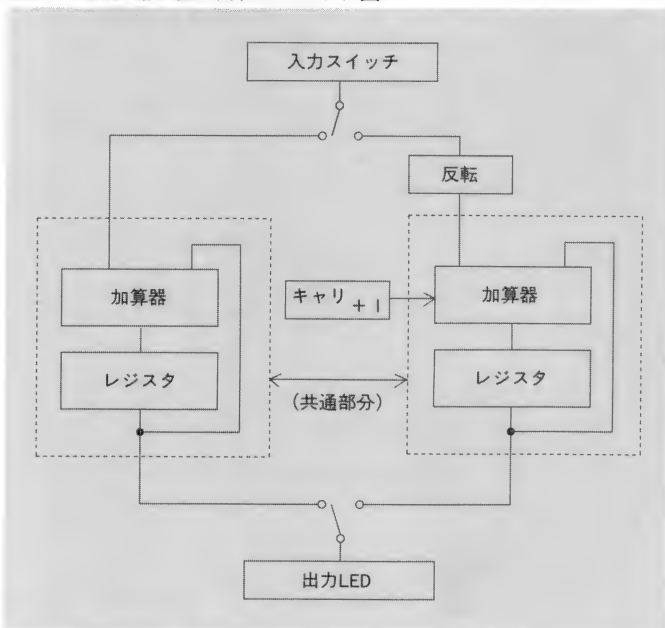 入力スイッチ
反転
加算器
キャリ +1
加算器
レジスタ
レジスタ
(共通部分)
出力LED